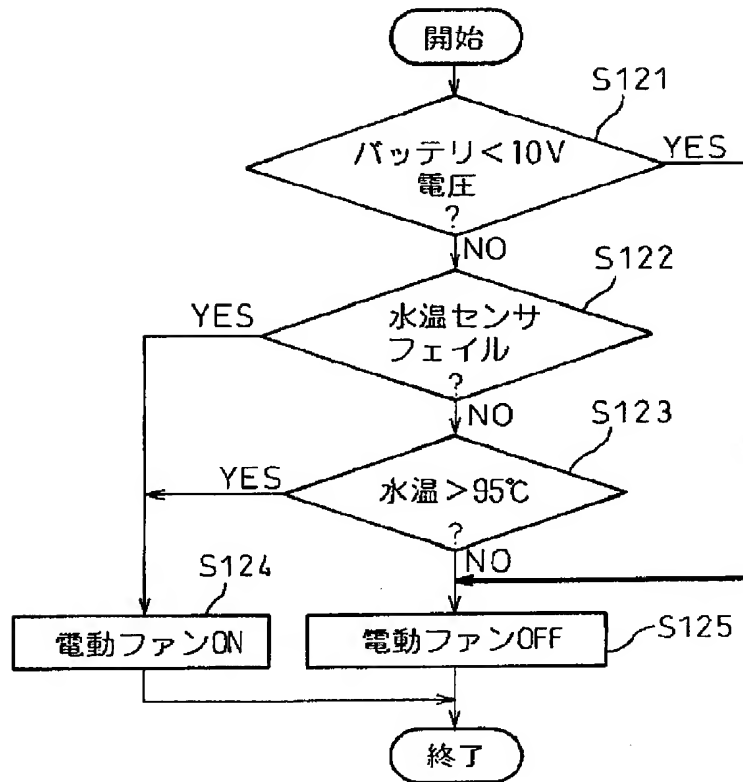 開始
S121
バッテリ<10V
電圧
?
YES
NO
S122
YES
水温センサ
フェイル
?
NO
S123
YES
水温>95℃
?
NO
S124
電動ファンON
電動ファンOFF
S125
終了